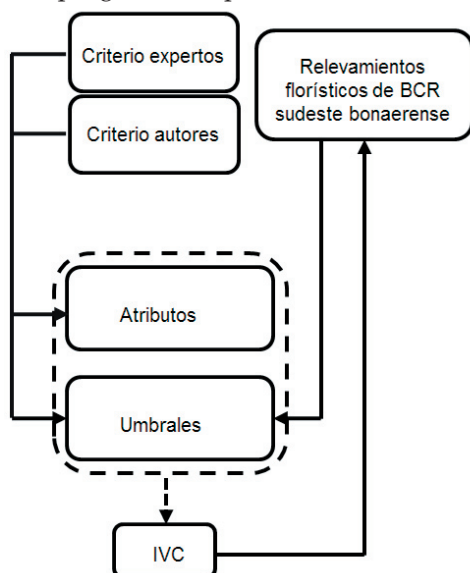 Criterio expertos
Criterio autores
Relevamientos
florísticos de BCR
sudeste bonaerense
Atributos
Umbrales
IVC